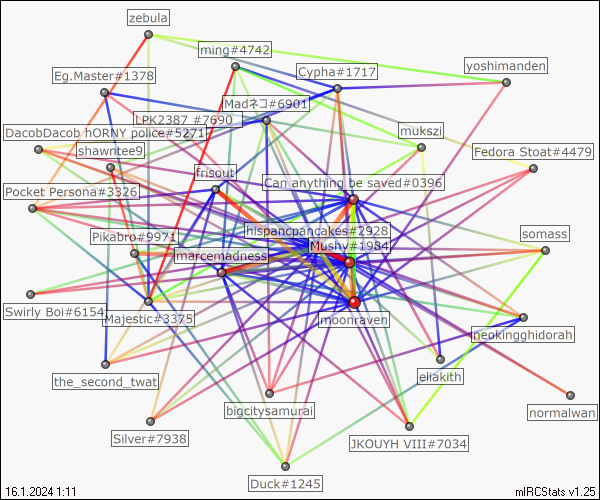 zebula
ming#4742
yoshimanden
Eg.Master#1378
Cypha#1717
Madネコ#6901
LPK2387 #7690
DacobDacob hORNY police#5271
mukszi
shawntee9
Fedora Stoat#4479
frisout
Can anything be saved#0396
Pocket Persona#3326
hispancpancakes#2928
Pikabro#9971
Mushy#1984
somass
marcemadness
Swirly Boi#6154
Majestic#3375
moonraven
neokingghidorah
the_second_twat
eliakith
bigcitysamurai
normalwan
Silver#7938
JKOUYH VIII#7034
Duck#1245
16.1.2024 1:11
mIRCStats v1.25